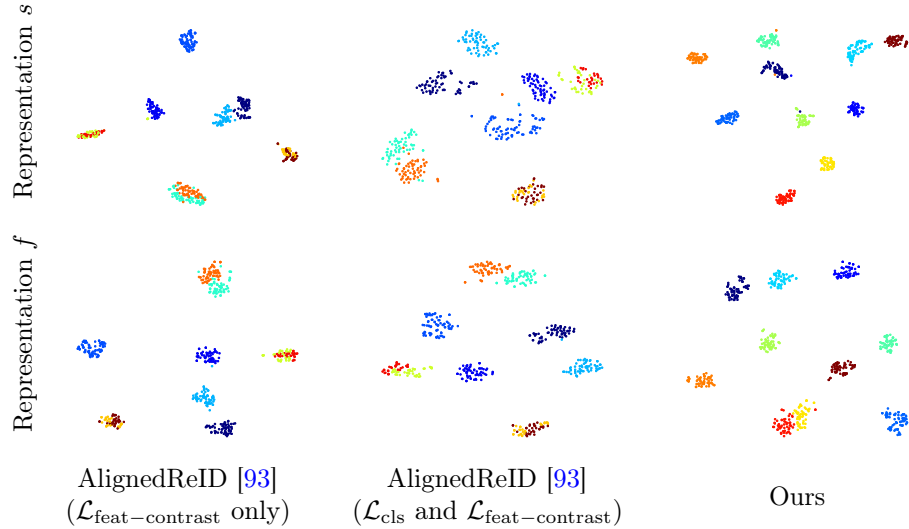 Representation s
Representation f
AlignedReID [93]
(ℒfeat−contrast only)
AlignedReID [93]
(ℒcls and ℒfeat−contrast)
Ours